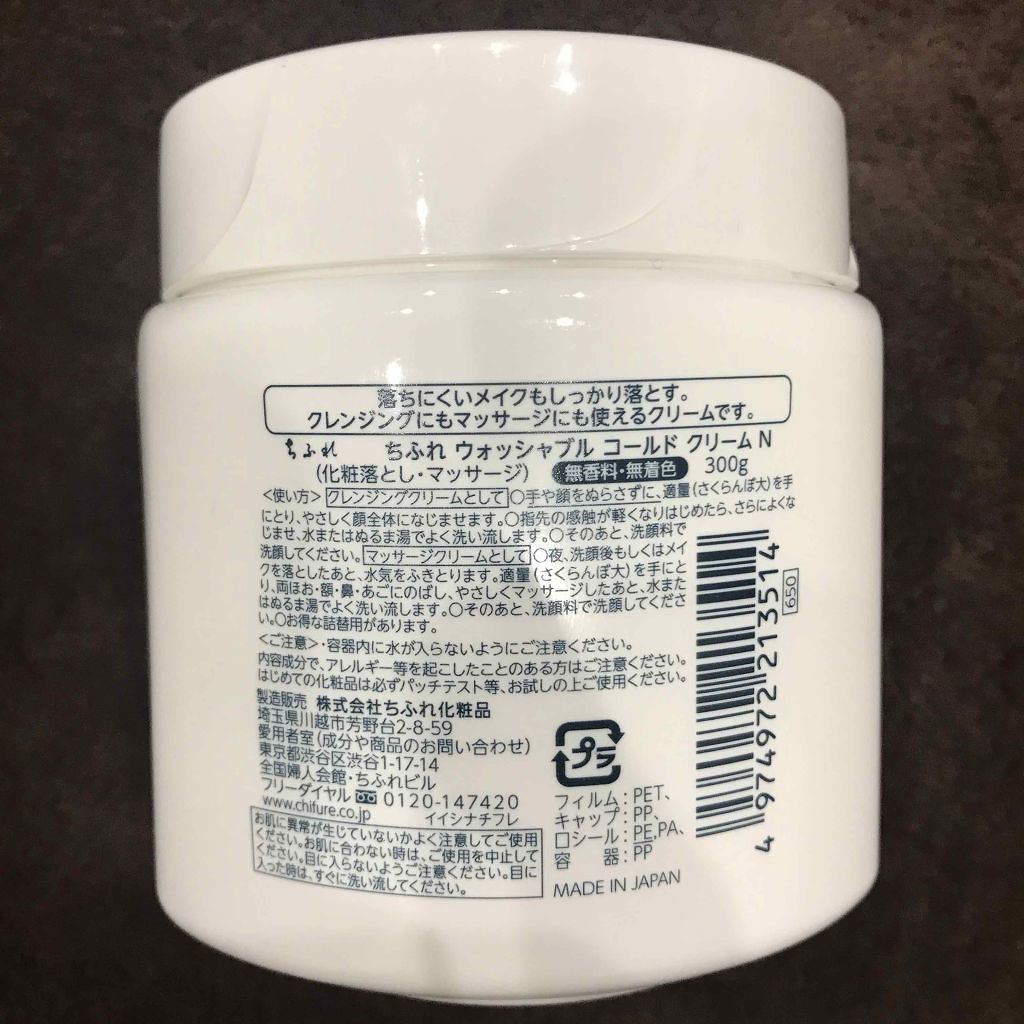 落ちにくいメイクもしっかり落とす。
クレンジングにもマッサージにも使えるクリームです。
ちふれ ちふれ ウォッシャブル コールド クリーム N
(化粧落とし・マッサージ) 無香料・無着色 300g
<使い方> クレンジングクリームとして ○手や顔をぬらさずに、適量(さくらんぼ大)を手
にとり、やさしく顔全体になじませます。○指先の感触が軽くなりはじめたら、さらによくな
じませ、水またはぬるま湯でよく洗い流します。○そのあと、洗顔料で
洗顔してください。 マッサージクリームとして ○夜、洗顔後もしくはメイ
クを落としたあと、水気をふきとります。適量(さくらんぼ大)を手にと
り、両ほお・額・鼻・あごにのばし、やさしくマッサージしたあと、水また
はぬるま湯でよく洗い流します。○そのあと、洗顔料で洗顔してくださ
い。○お得な詰替用があります。
<ご注意>・容器内に水が入らないようにご注意ください。
内容成分で、アレルギー等を起こしたことのある方はご注意ください。
はじめての化粧品は必ずパッチテスト等、お試しの上ご使用ください。
製造販売 株式会社ちふれ化粧品
埼玉県川越市芳野台2-8-59
愛用者室(成分や商品のお問い合わせ)
東京都渋谷区渋谷1-17-14
全国婦人会館・ちふれビル
フリーダイヤル 0120-147420
www.chifure.co.jp イイシナチフレ
お肌に異常が生じていないかよく注意してご使用
ください。お肌に合わない時は、ご使用を中止して
ください。目に入らないようご注意ください。目に
入った時は、すぐに洗い流してください。
プラ
フィルム:PET、
キャップ:PP、
口シール:PE,PA、
容 器:PP
MADE IN JAPAN
4 974972 213514
650